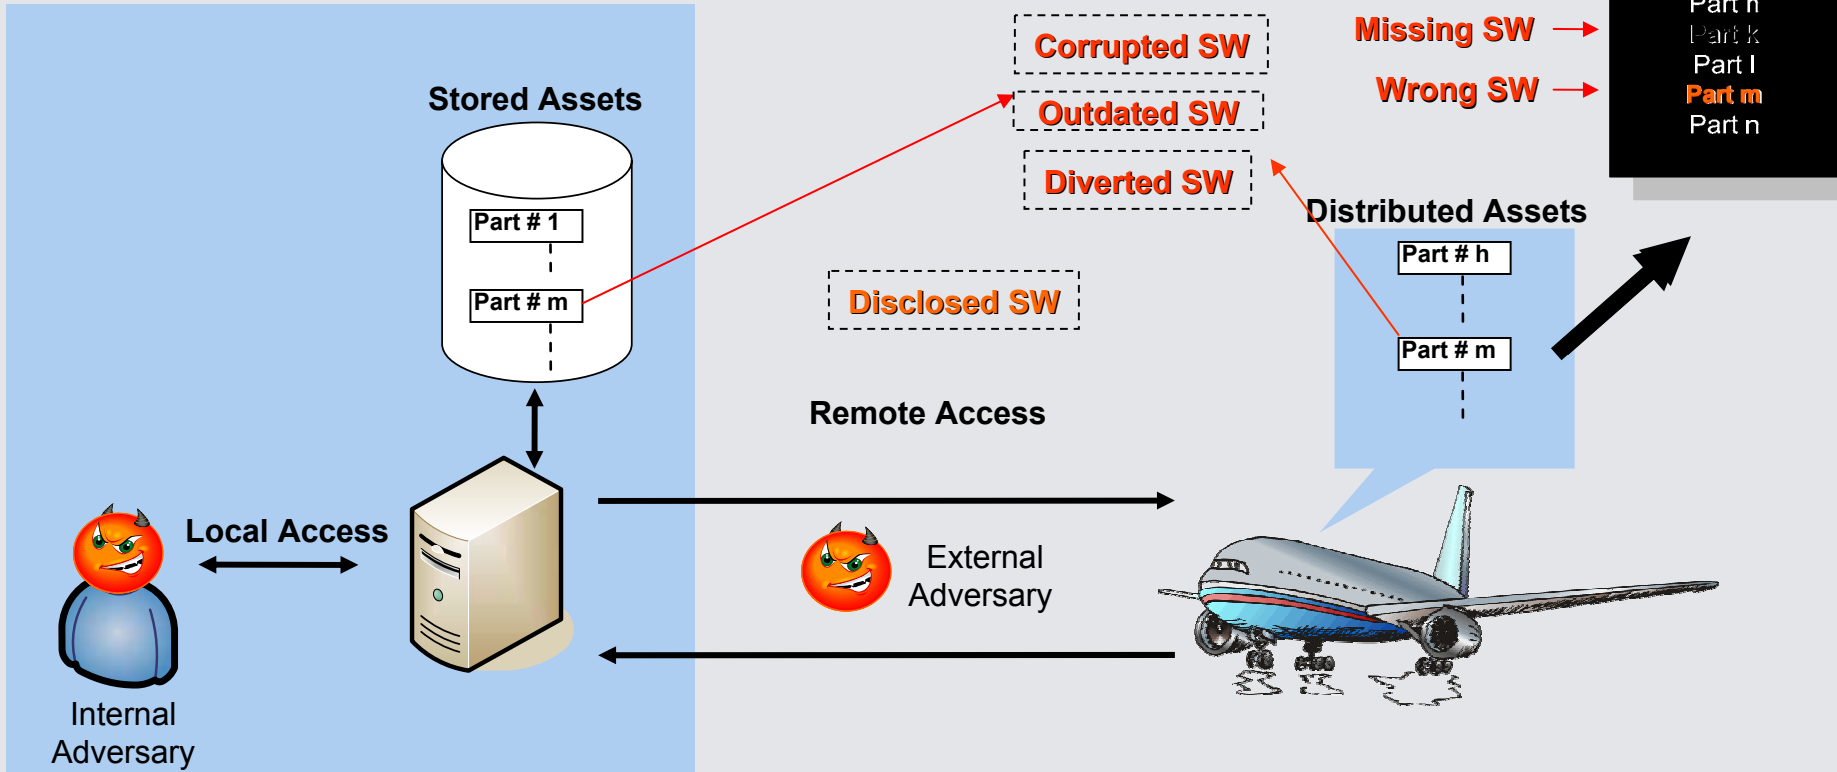 Part h
Part k
Part l
Part m
Part n
Missing SW
Wrong SW
Corrupted SW
Outdated SW
Diverted SW
Disclosed SW
Stored Assets
Part # 1
Part # m
Distributed Assets
Part # h
Part # m
Remote Access
Local Access
External
Adversary
Internal
Adversary